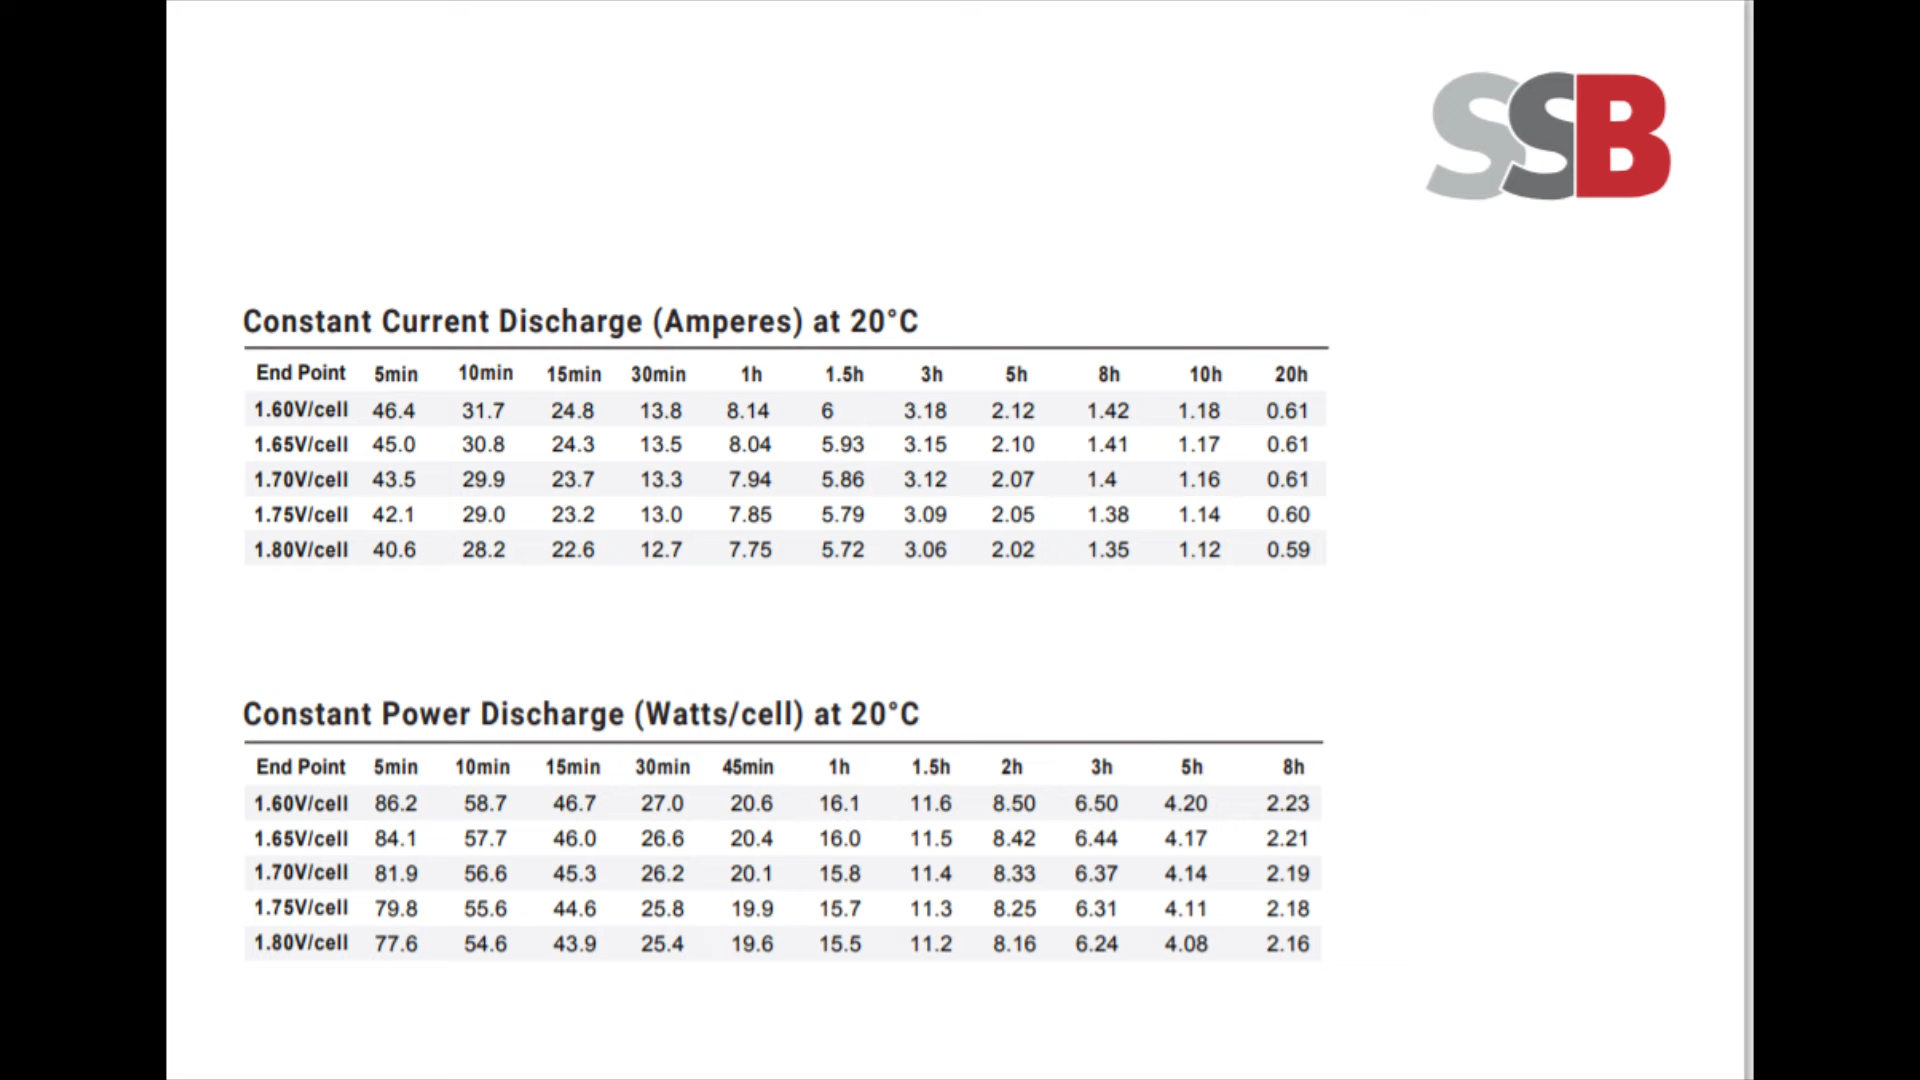 SSB
Constant Current Discharge (Amperes) at 20°C
End Point 5min 10min 15min 30min 1h 1.5h 3h 5h 8h 10h 20h
1.60V/cell 46.4 31.7 24.8 13.8 8.14 6 3.18 2.12 1.42 1.18 0.61
1.65V/cell 45.0 30.8 24.3 13.5 8.04 5.93 3.15 2.10 1.41 1.17 0.61
1.70V/cell 43.5 29.9 23.7 13.3 7.94 5.86 3.12 2.07 1.4 1.16 0.61
1.75V/cell 42.1 29.0 23.2 13.0 7.85 5.79 3.09 2.05 1.38 1.14 0.60
1.80V/cell 40.6 28.2 22.6 12.7 7.75 5.72 3.06 2.02 1.35 1.12 0.59
Constant Power Discharge (Watts/cell) at 20°C
End Point 5min 10min 15min 30min 45min 1h 1.5h 2h 3h 5h 8h
1.60V/cell 86.2 58.7 46.7 27.0 20.6 16.1 11.6 8.50 6.50 4.20 2.23
1.65V/cell 84.1 57.7 46.0 26.6 20.4 16.0 11.5 8.42 6.44 4.17 2.21
1.70V/cell 81.9 56.6 45.3 26.2 20.1 15.8 11.4 8.33 6.37 4.14 2.19
1.75V/cell 79.8 55.6 44.6 25.8 19.9 15.7 11.3 8.25 6.31 4.11 2.18
1.80V/cell 77.6 54.6 43.9 25.4 19.6 15.5 11.2 8.16 6.24 4.08 2.16